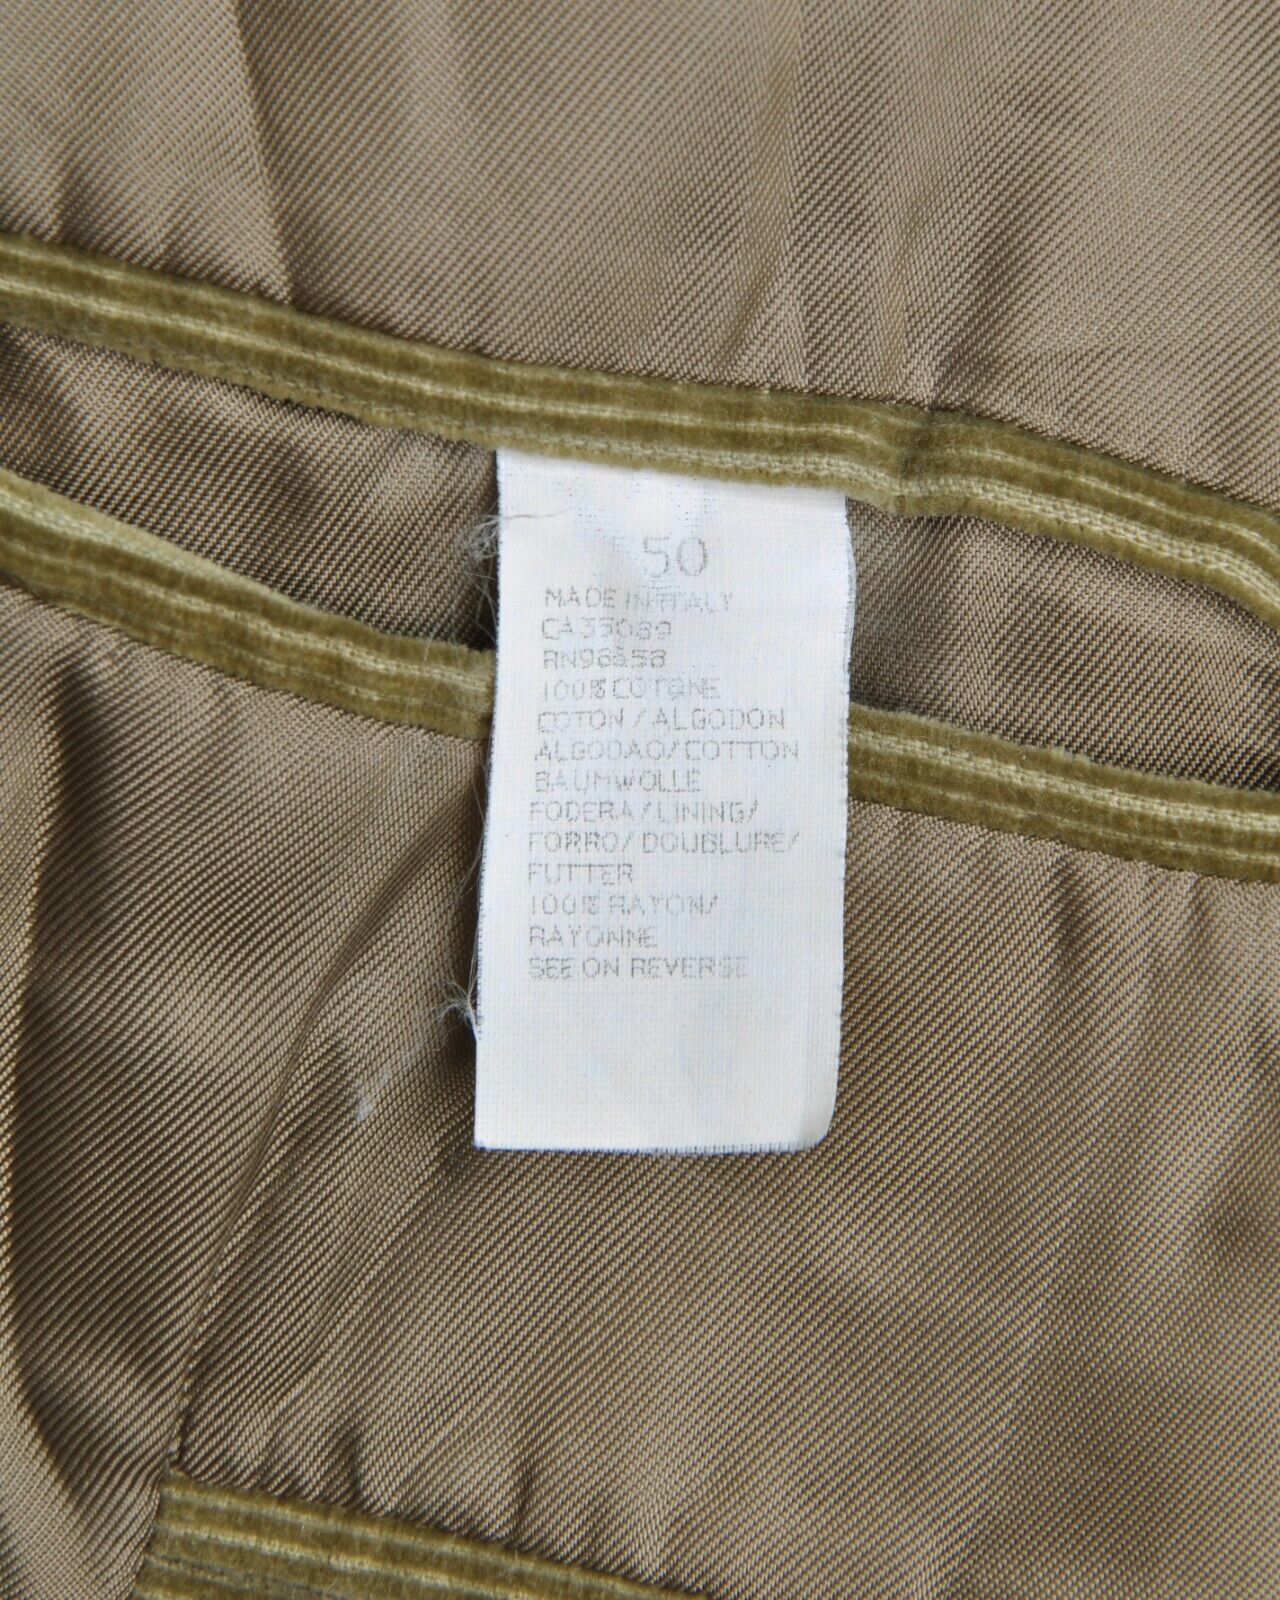 50
MADE IN ITALY
CA33089
100% COTONE
COTON / ALGODON
ALGODAO/COTTON
BAUMWOLLE
FODERA/LINING/
FORRO/DOUBLURE/
FUTTER
100% RAYON/
RAYONNE
SEE ON REVERSE